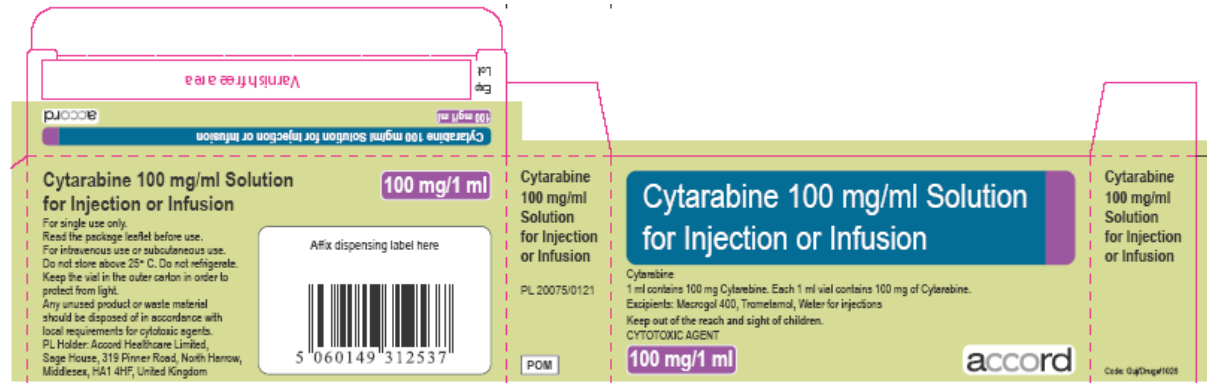 Varnish free area
Lot
Exp
accord
100 mg/1 ml
Cytarabine 100 mg/ml Solution for Injection or Infusion
Cytarabine 100 mg/ml Solution
for Injection or Infusion
100 mg/1 ml
For single use only.
Read the package leaflet before use.
For intravenous use or subcutaneous use.
Do not store above 25° C. Do not refrigerate.
Keep the vial in the outer carton in order to
protect from light.
Any unused product or waste material
should be disposed of in accordance with
local requirements for cytotoxic agents.
PL Holder: Accord Healthcare Limited,
Sage House, 319 Pinner Road, North Harrow,
Middlesex, HA1 4HF, United Kingdom
Affix dispensing label here
5 060149 312537
Cytarabine
100 mg/ml
Solution
for Injection
or Infusion
PL 20075/0121
POM
Cytarabine 100 mg/ml Solution
for Injection or Infusion
Cytarabine
1 ml contains 100 mg Cytarabine. Each 1 ml vial contains 100 mg of Cytarabine.
Excipients: Macrogol 400, Trometamol, Water for injections
Keep out of the reach and sight of children.
CYTOTOXIC AGENT
100 mg/1 ml
accord
Cytarabine
100 mg/ml
Solution
for Injection
or Infusion
Code: Guj/Drugs/1025